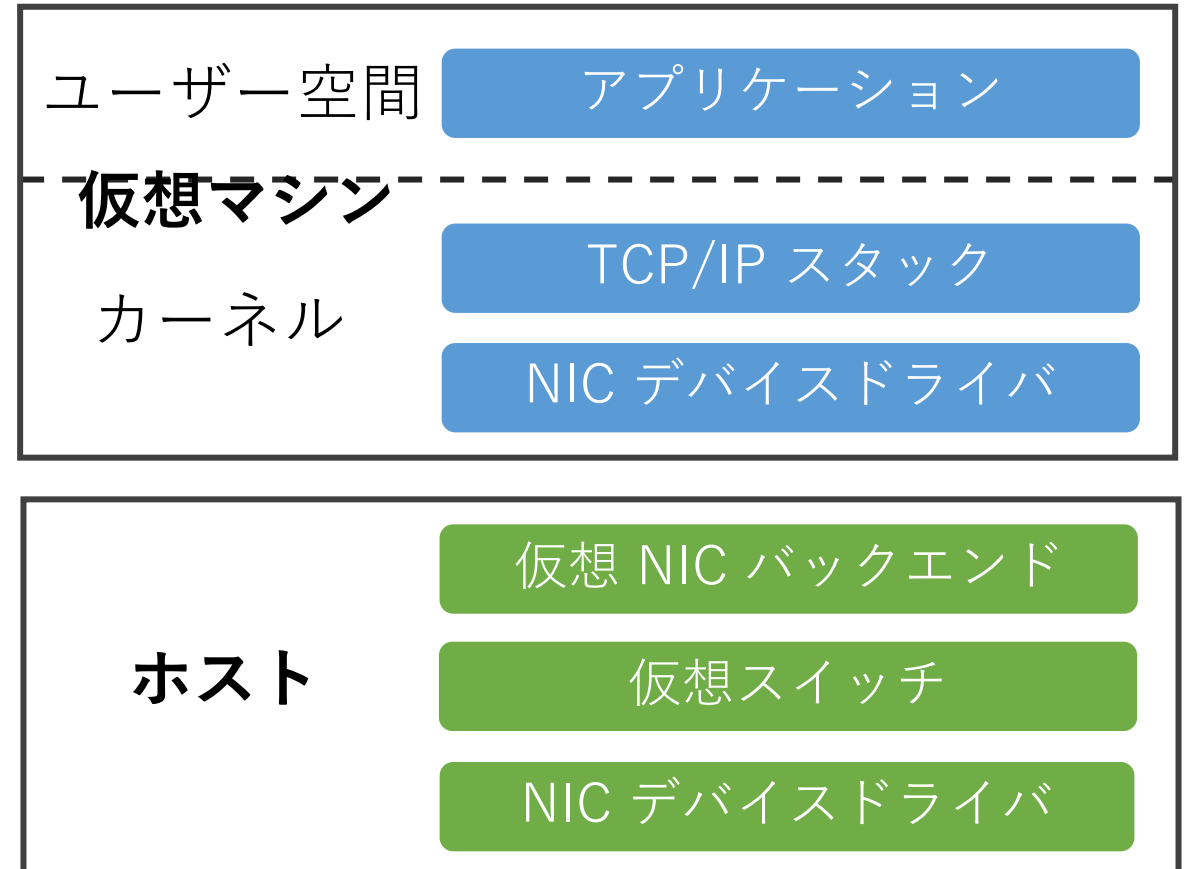 ユーザー空間
アプリケーション
仮想マシン
TCP/IP スタック
カーネル
NIC デバイスドライバ
仮想 NIC バックエンド
ホスト
仮想スイッチ
NIC デバイスドライバ